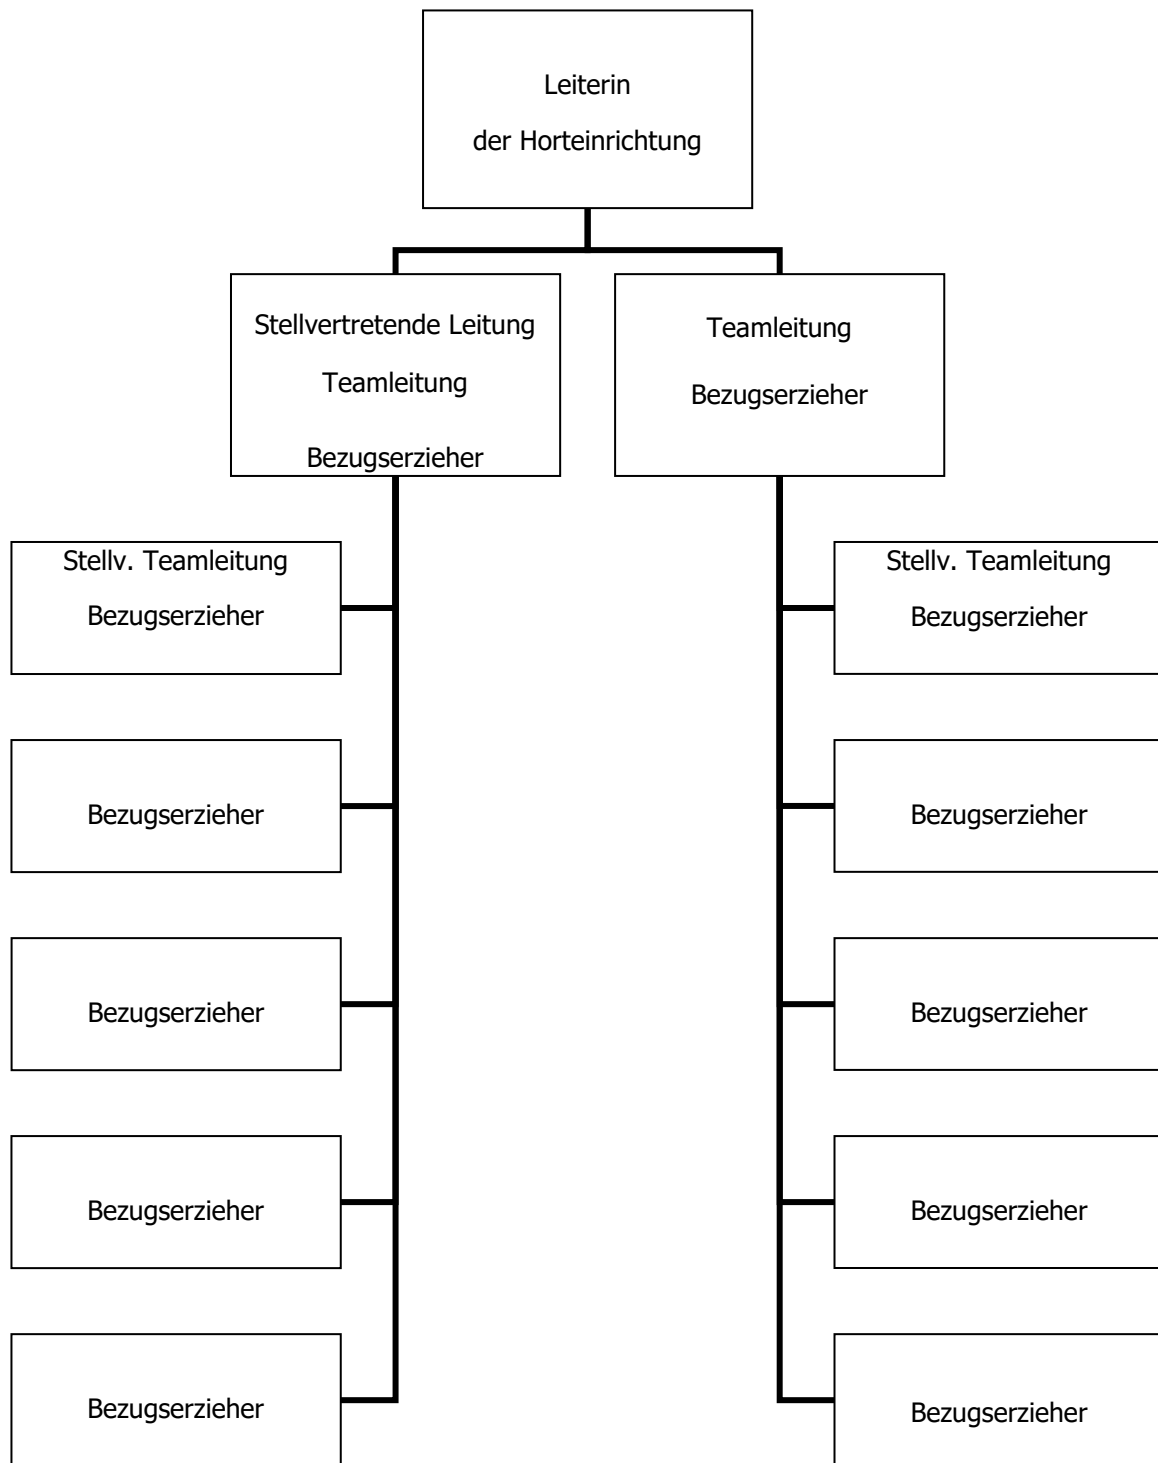 Leiterin
der Horteinrichtung
Stellvertretende Leitung
Teamleitung
Bezugserzieher
Teamleitung
Bezugserzieher
Stellv. Teamleitung
Bezugserzieher
Stellv. Teamleitung
Bezugserzieher
Bezugserzieher
Bezugserzieher
Bezugserzieher
Bezugserzieher
Bezugserzieher
Bezugserzieher
Bezugserzieher
Bezugserzieher